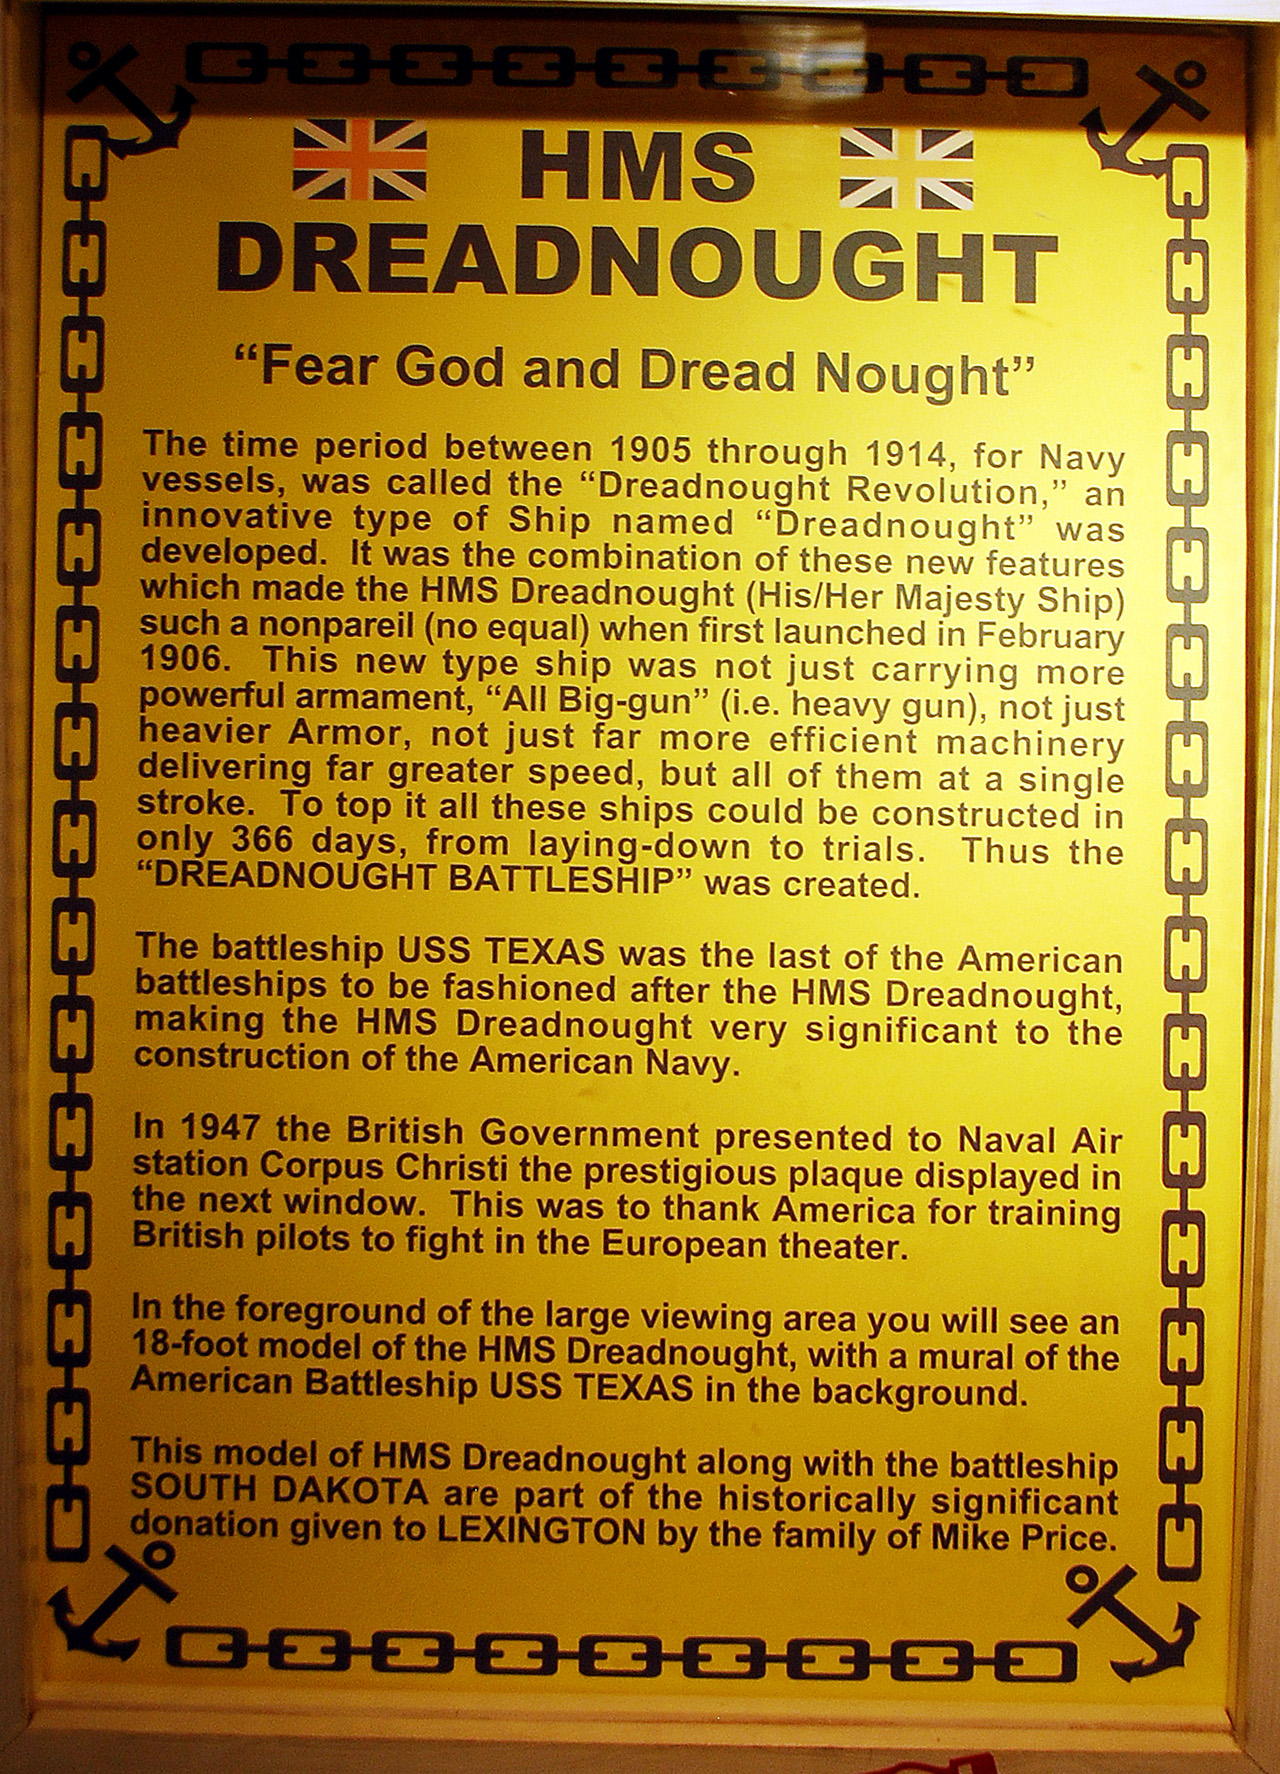 HMS
DREADNOUGHT
“Fear God and Dread Nought”
The time period between 1905 through 1914, for Navy
vessels, was called the “Dreadnought Revolution,” an
innovative type of Ship named “Dreadnought” was
developed. It was the combination of these new features
which made the HMS Dreadnought (His/Her Majesty Ship)
such a nonpareil (no equal) when first launched in February
1906. This new type ship was not just carrying more
powerful armament, “All Big-gun” (i.e. heavy gun), not just
heavier Armor, not just far more efficient machinery
delivering far greater speed, but all of them at a single
stroke. To top it all these ships could be constructed in
only 366 days, from laying-down to trials. Thus the
“DREADNOUGHT BATTLESHIP” was created.
The battleship USS TEXAS was the last of the American
battleships to be fashioned after the HMS Dreadnought,
making the HMS Dreadnought very significant to the
construction of the American Navy.
In 1947 the British Government presented to Naval Air
station Corpus Christi the prestigious plaque displayed in
the next window. This was to thank America for training
British pilots to fight in the European theater.
In the foreground of the large viewing area you will see an
18-foot model of the HMS Dreadnought, with a mural of the
American Battleship USS TEXAS in the background.
This model of HMS Dreadnought along with the battleship
SOUTH DAKOTA are part of the historically significant
donation given to LEXINGTON by the family of Mike Price.